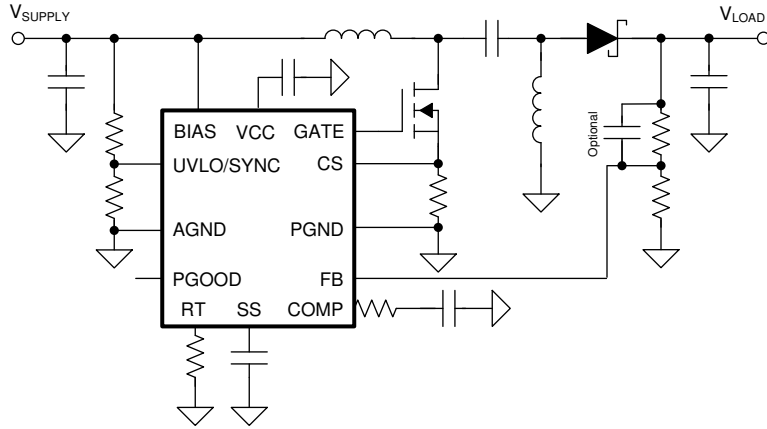 VSUPPLY
VLOAD
BIAS VCC GATE
Optional
UVLO/SYNC CS
AGND PGND
PGOOD FB
RT SS COMP